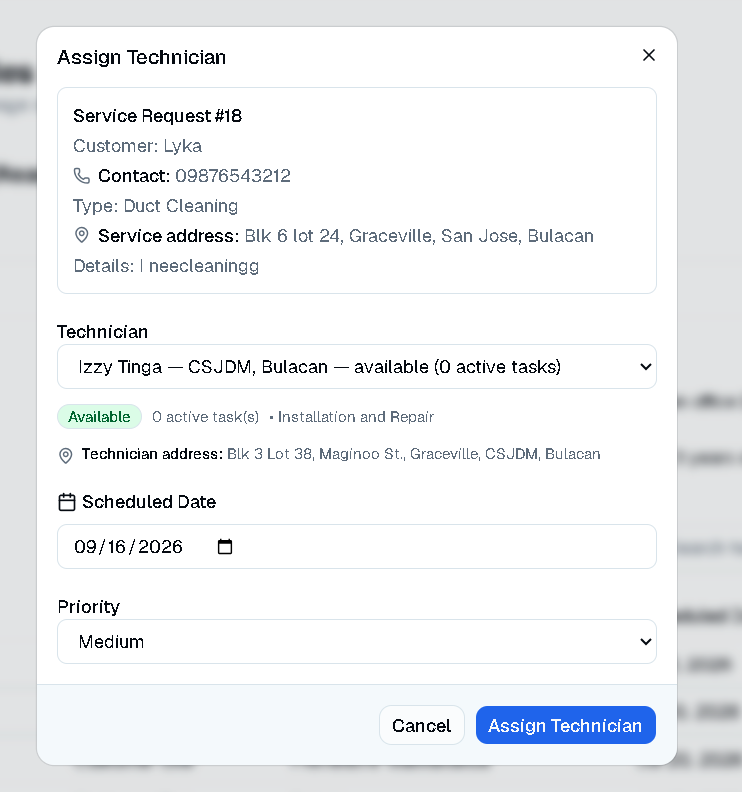 Assign Technician
Service Request #18
Customer: Lyka
Contact: 09876543212
Type: Duct Cleaning
Service address: Blk 6 lot 24, Graceville, San Jose, Bulacan
Details: I neecleaningg
Technician
Izzy Tinga — CSJDM, Bulacan — available (0 active tasks)
Available 0 active task(s) • Installation and Repair
Technician address: Blk 3 Lot 38, Maginoo St., Graceville, CSJDM, Bulacan
Scheduled Date
09/16/2026
Priority
Medium
Cancel Assign Technician